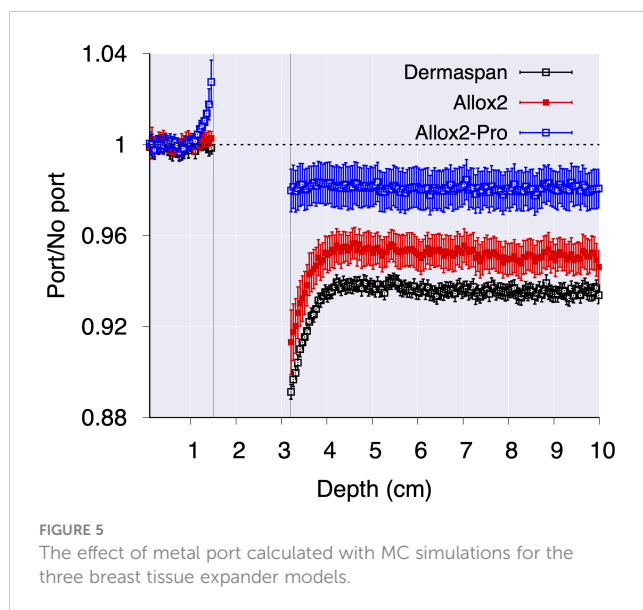 1.04
1
0.96
0.92
0.88
Port/No port
Dermaspan
Allox2
Allox2-Pro
1 2 3 4 5 6 7 8 9 10
Depth (cm)
FIGURE 5
The effect of metal port calculated with MC simulations for the
three breast tissue expander models.